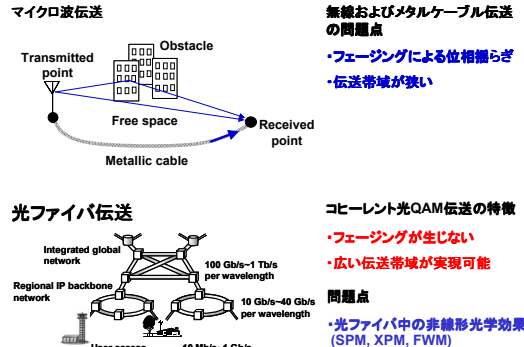 マイクロ波伝送
Transmitted
point
Obstacle
Free space
Received
point
Metallic cable
無線およびメタルケーブル伝送
の問題点
・フェージングによる位相揺らぎ
・伝送帯域が狭い
光ファイバ伝送
Integrated global
network
100 Gb/s~1 Tb/s
per wavelength
Regional IP backbone
network
10 Gb/s~40 Gb/s
per wavelength
User access
10 Mb/s~1 Gb/s
コヒーレント光QAM伝送の特徴
・フェージングが生じない
・広い伝送帯域が実現可能
問題点
・光ファイバ中の非線形光学効果
(SPM, XPM, FWM)